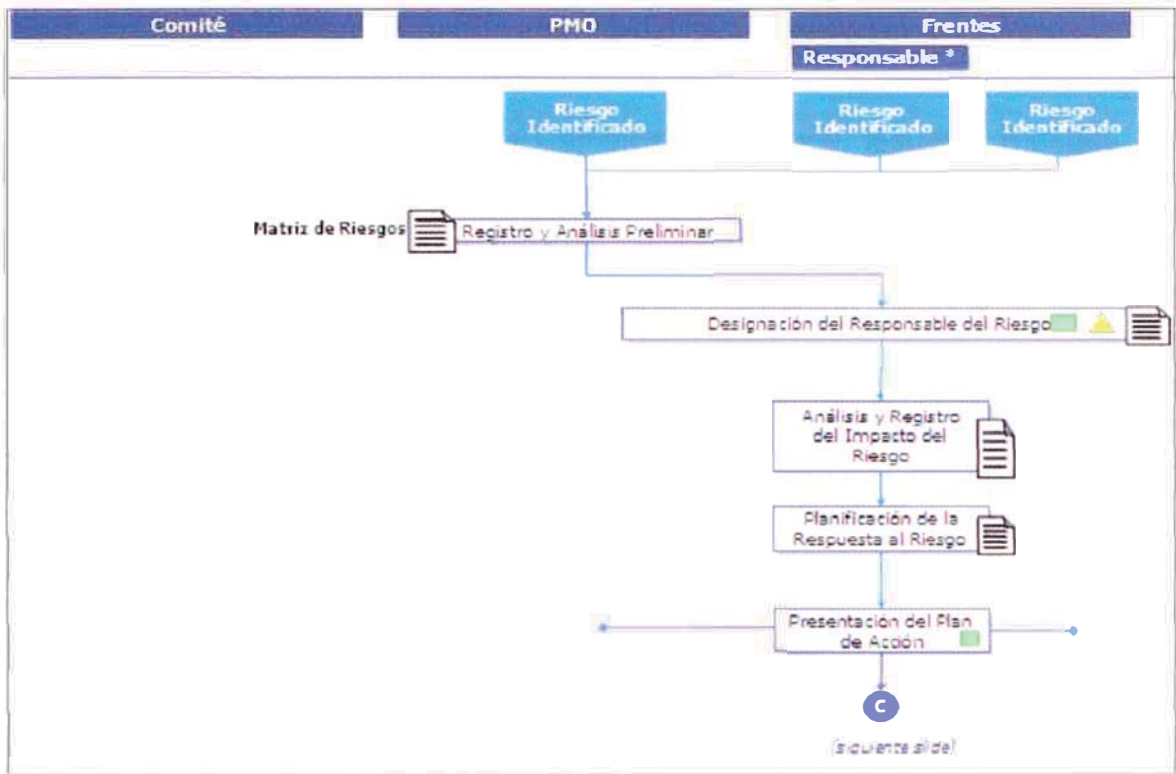 Comité
PMO
Frentes
Responsable *
Riesgo
Identificado
Riesgo
Identificado
Riesgo
Identificado
Matriz de Riesgos
Registro y Análisis Preliminar
Designación del Responsable del Riesgo
Análisis y Registro
del Impacto del
Riesgo
Planificación de la
Respuesta al Riesgo
Presentación del Plan
de Acción
C
(siguiente slide)